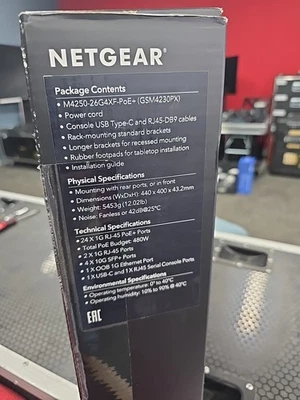 NETGEAR®
Package Contents
• M4250-26G4XF-PoE+ (GSM4230PX)
• Power cord
• Console USB Type-C and RJ45-DB9 cables
• Rack-mounting standard brackets
• Longer brackets for recessed mounting
• Rubber footpads for tabletop installation
• Installation guide
Physical Specifications
• Mounting with rear ports, or in front
• Dimensions (WxDxH): 440 x 400 x 43.2mm
• Weight: 5453g (12.02lb)
• Noise: Fanless or 42dB@25°C
Technical Specifications
• 24 X 1G RJ-45 PoE+ Ports
• Total PoE Budget: 480W
• 2 X 1G RJ-45 Ports
• 4 X 10G SFP+ Ports
• 1 X OOB 1G Ethernet Port
• 1 X USB-C and 1 X RJ45 Serial Console Ports
Environmental Specifications
• Operating temperature: 0° to 40°C
• Operating humidity: 10% to 90% @ 40°C
EAC